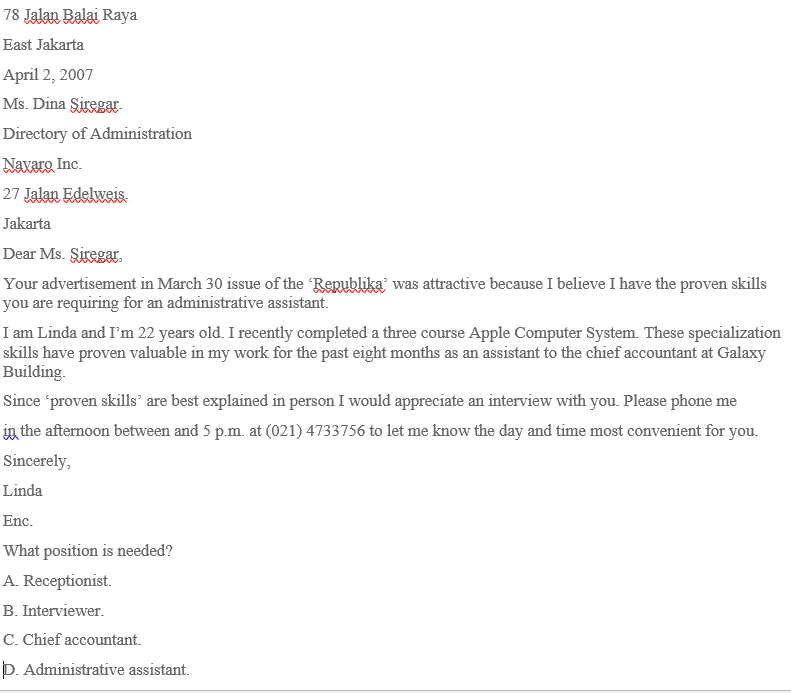 78 Jalan Balai Raya
East Jakarta
April 2, 2007
Ms. Dina Siregar.
Directory of Administration
Navaro Inc.
27 Jalan Edelweis.
Jakarta
Dear Ms. Siregar,
Your advertisement in March 30 issue of the ‘Republika’ was attractive because I believe I have the proven skills
you are requiring for an administrative assistant.
I am Linda and I’m 22 years old. I recently completed a three course Apple Computer System. These specialization
skills have proven valuable in my work for the past eight months as an assistant to the chief accountant at Galaxy
Building.
Since ‘proven skills’ are best explained in person I would appreciate an interview with you. Please phone me
in the afternoon between and 5 p.m. at (021) 4733756 to let me know the day and time most convenient for you.
Sincerely,
Linda
Enc.
What position is needed?
A. Receptionist.
B. Interviewer.
C. Chief accountant.
D. Administrative assistant.